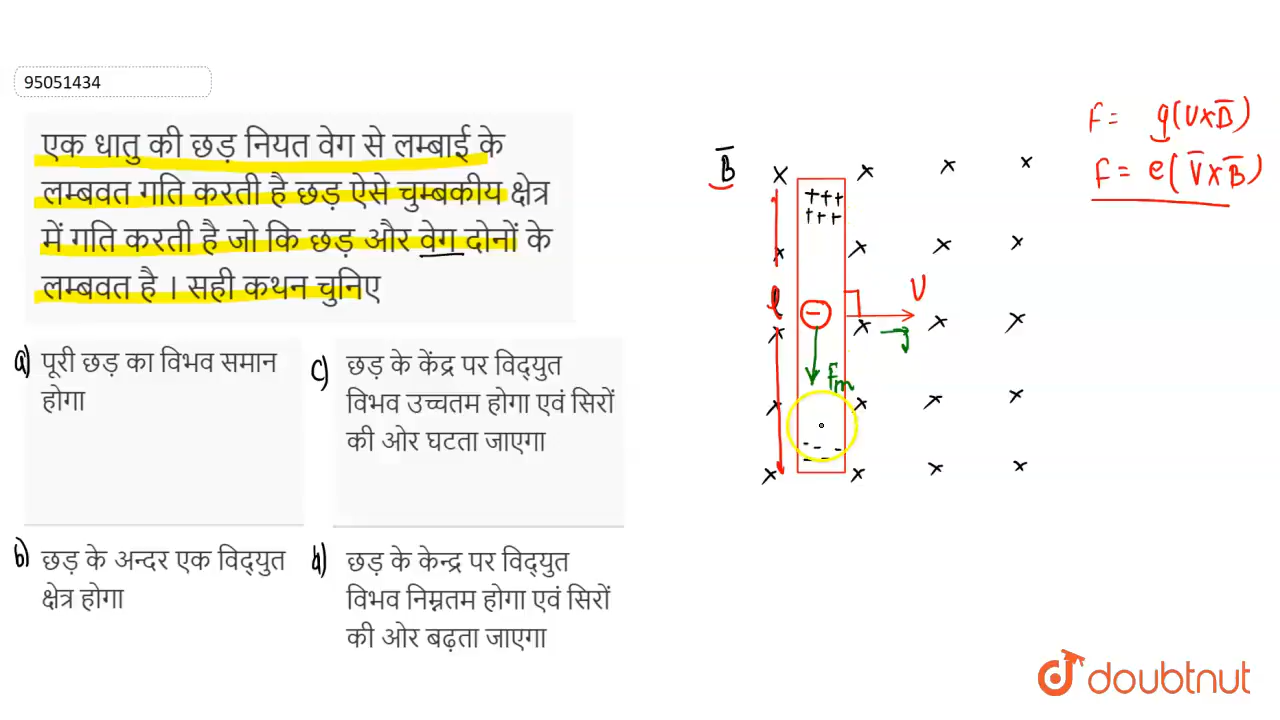 95051434
एक धातु की छड़ नियत वेग से लम्बाई के
लम्बवत गति करती है छड़ ऐसे चुम्बकीय क्षेत्र
में गति करती है जो कि छड़ और वेग दोनों के
लम्बवत है । सही कथन चुनिए
a) पूरी छड़ का विभव समान
होगा
b) छड़ के अन्दर एक विद्युत
क्षेत्र होगा
c) छड़ के केंद्र पर विद्युत
विभव उच्चतम होगा एवं सिरों
की ओर घटता जाएगा
d) छड़ के केन्द्र पर विद्युत
विभव निम्नतम होगा एवं सिरों
की ओर बढ़ता जाएगा
B̅
x x x x
+++
+++
x x x
l
−
V
x x x x
Fm
x x x x
- - -
- - -
x x x x
F = q(V×B̅)
F = e(V̅×B̅)
doubtnut